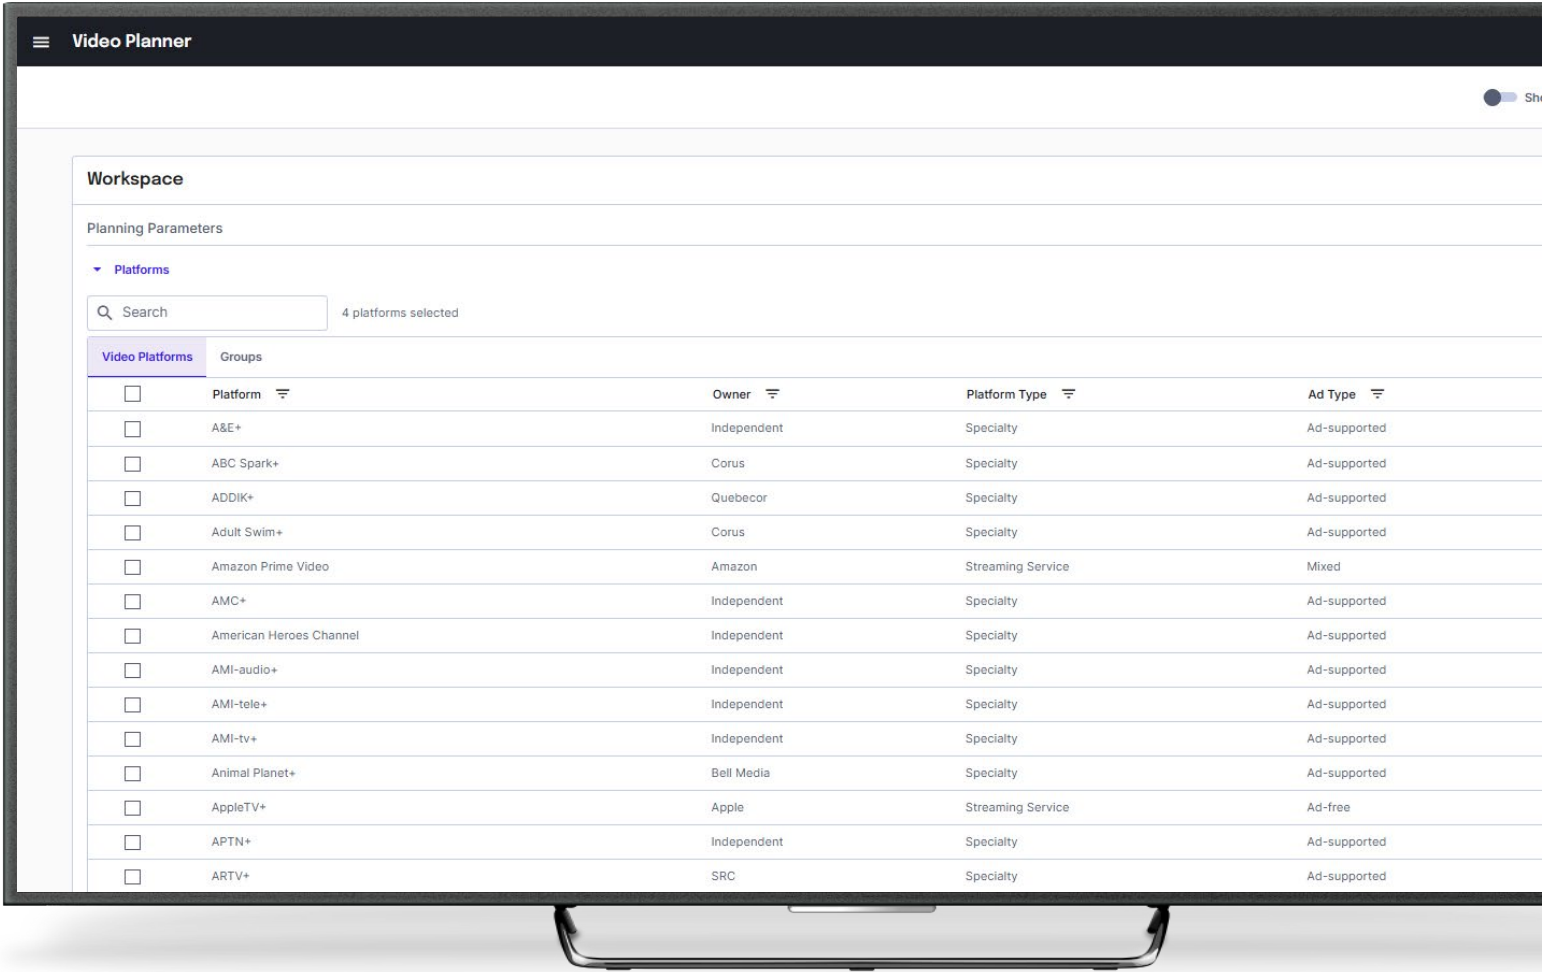 Video Planner
Sho
Workspace
Planning Parameters
Platforms
Search 4 platforms selected
Video Platforms Groups
Platform Owner Platform Type Ad Type
A&E+ Independent Specialty Ad-supported
ABC Spark+ Corus Specialty Ad-supported
ADDIK+ Quebecor Specialty Ad-supported
Adult Swim+ Corus Specialty Ad-supported
Amazon Prime Video Amazon Streaming Service Mixed
AMC+ Independent Specialty Ad-supported
American Heroes Channel Independent Specialty Ad-supported
AMI-audio+ Independent Specialty Ad-supported
AMI-tele+ Independent Specialty Ad-supported
AMI-tv+ Independent Specialty Ad-supported
Animal Planet+ Bell Media Specialty Ad-supported
AppleTV+ Apple Streaming Service Ad-free
APTN+ Independent Specialty Ad-supported
ARTV+ SRC Specialty Ad-supported